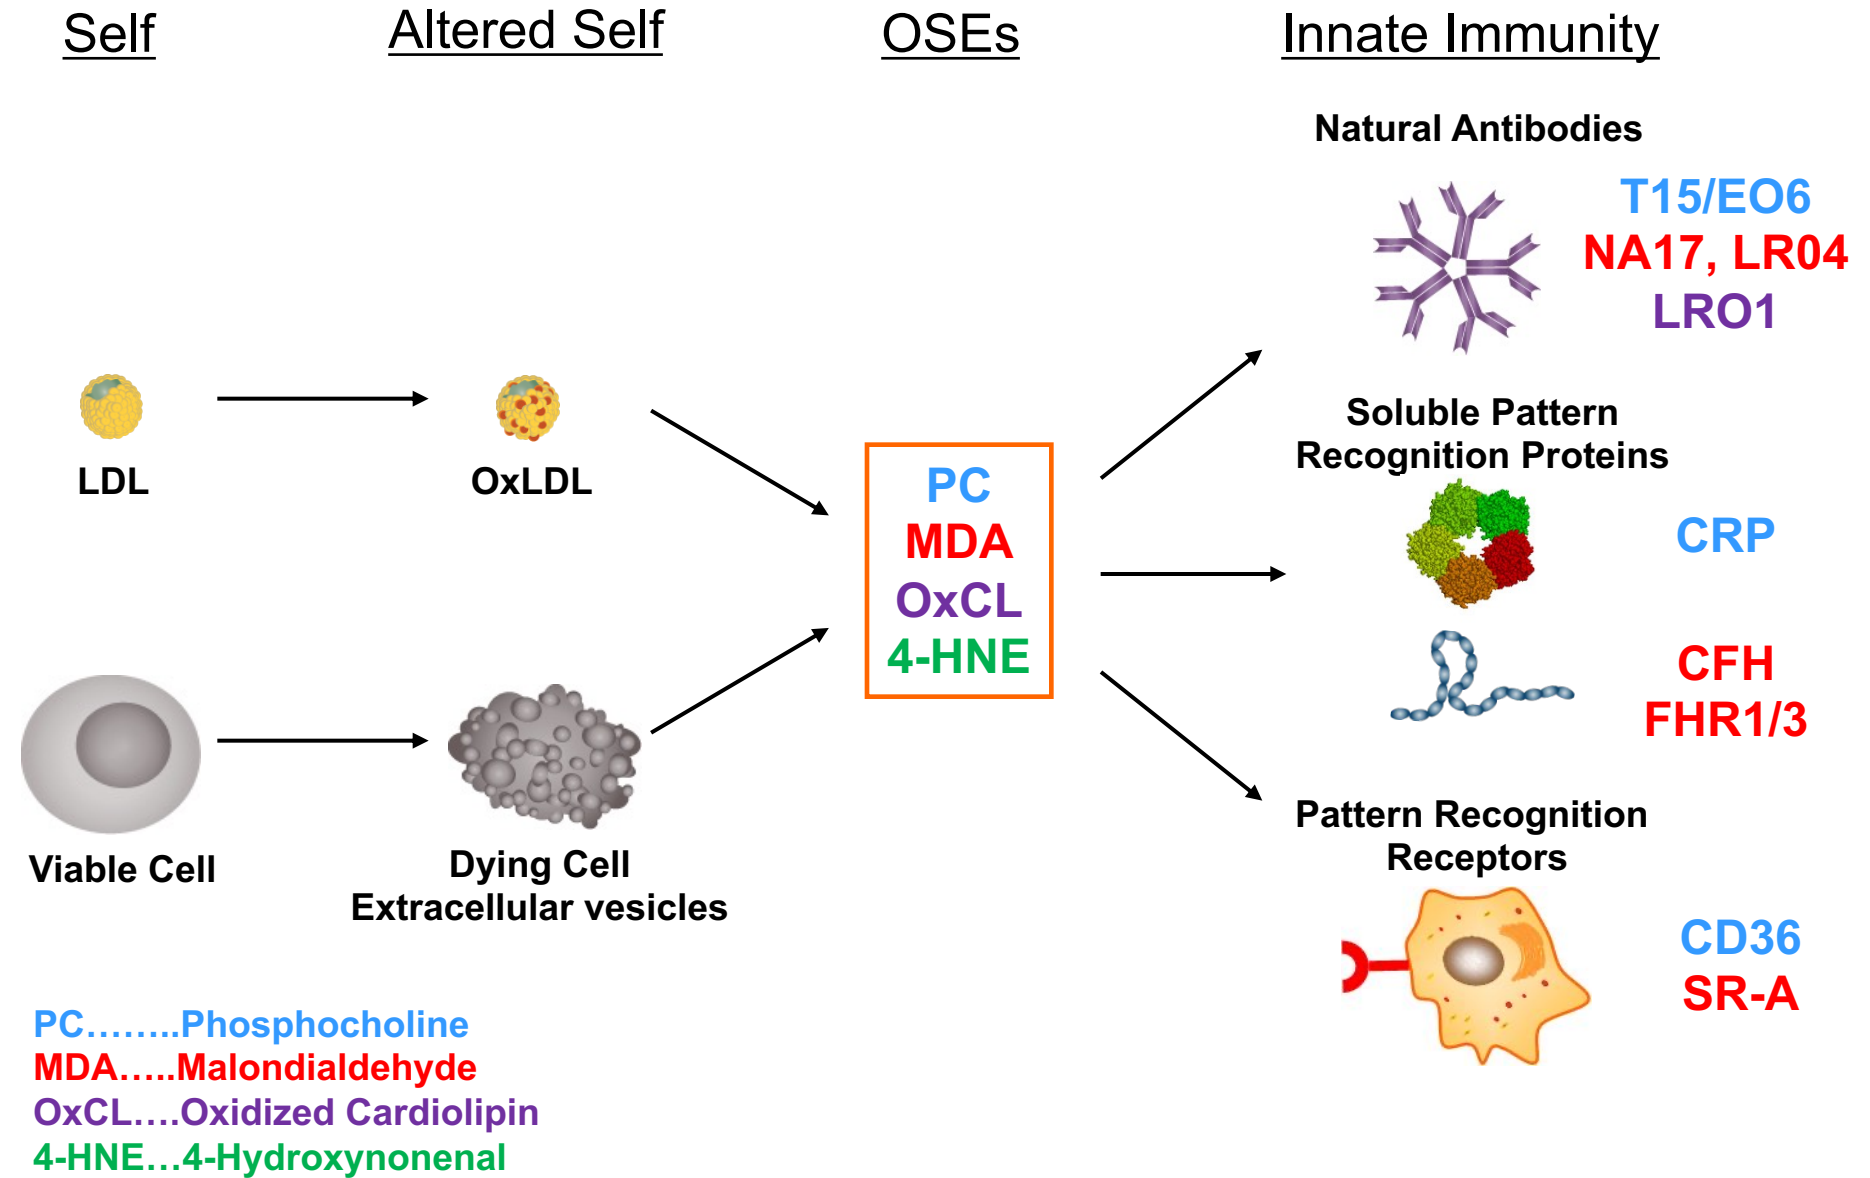 Self
Altered Self
OSEs
Innate Immunity
Natural Antibodies
T15/EO6
NA17, LR04
LRO1
LDL
OxLDL
PC
MDA
OxCL
4-HNE
Soluble Pattern
Recognition Proteins
CRP
CFH
FHR1/3
Viable Cell
Dying Cell
Extracellular vesicles
Pattern Recognition
Receptors
CD36
SR-A
PC……..Phosphocholine
MDA…..Malondialdehyde
OxCL….Oxidized Cardiolipin
4-HNE…4-Hydroxynonenal